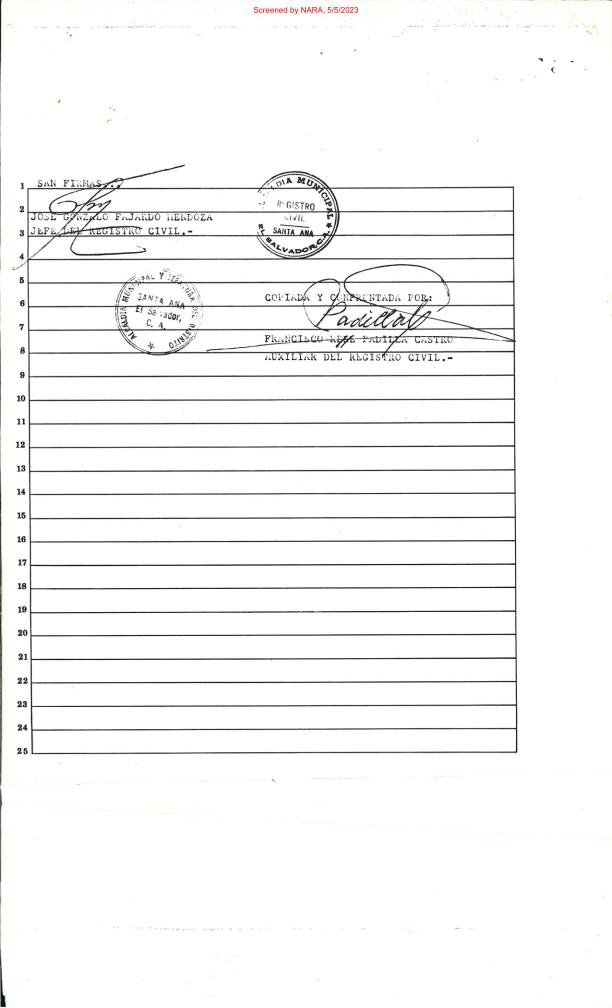 Screened by NARA, 5/5/2023
1 SAN FIRMAS...
2 JOSE GONZALO FAJARDO MENDOZA
3 JEFE DEL REGISTRO CIVIL.-
4
ALCALDIA MUNICIPAL
REGISTRO
CIVIL
SANTA ANA
EL SALVADOR, C.A.
5
6 COPIADA Y CONFRONTADA POR:
ALCALDIA MUNICIPAL Y JEFATURA DEL DISTRITO
SANTA ANA
El Salvador,
C. A.
7 Padilla
FRANCISCO RENE PADILLA CASTRO
8 AUXILIAR DEL REGISTRO CIVIL.-
9
10
11
12
13
14
15
16
17
18
19
20
21
22
23
24
25